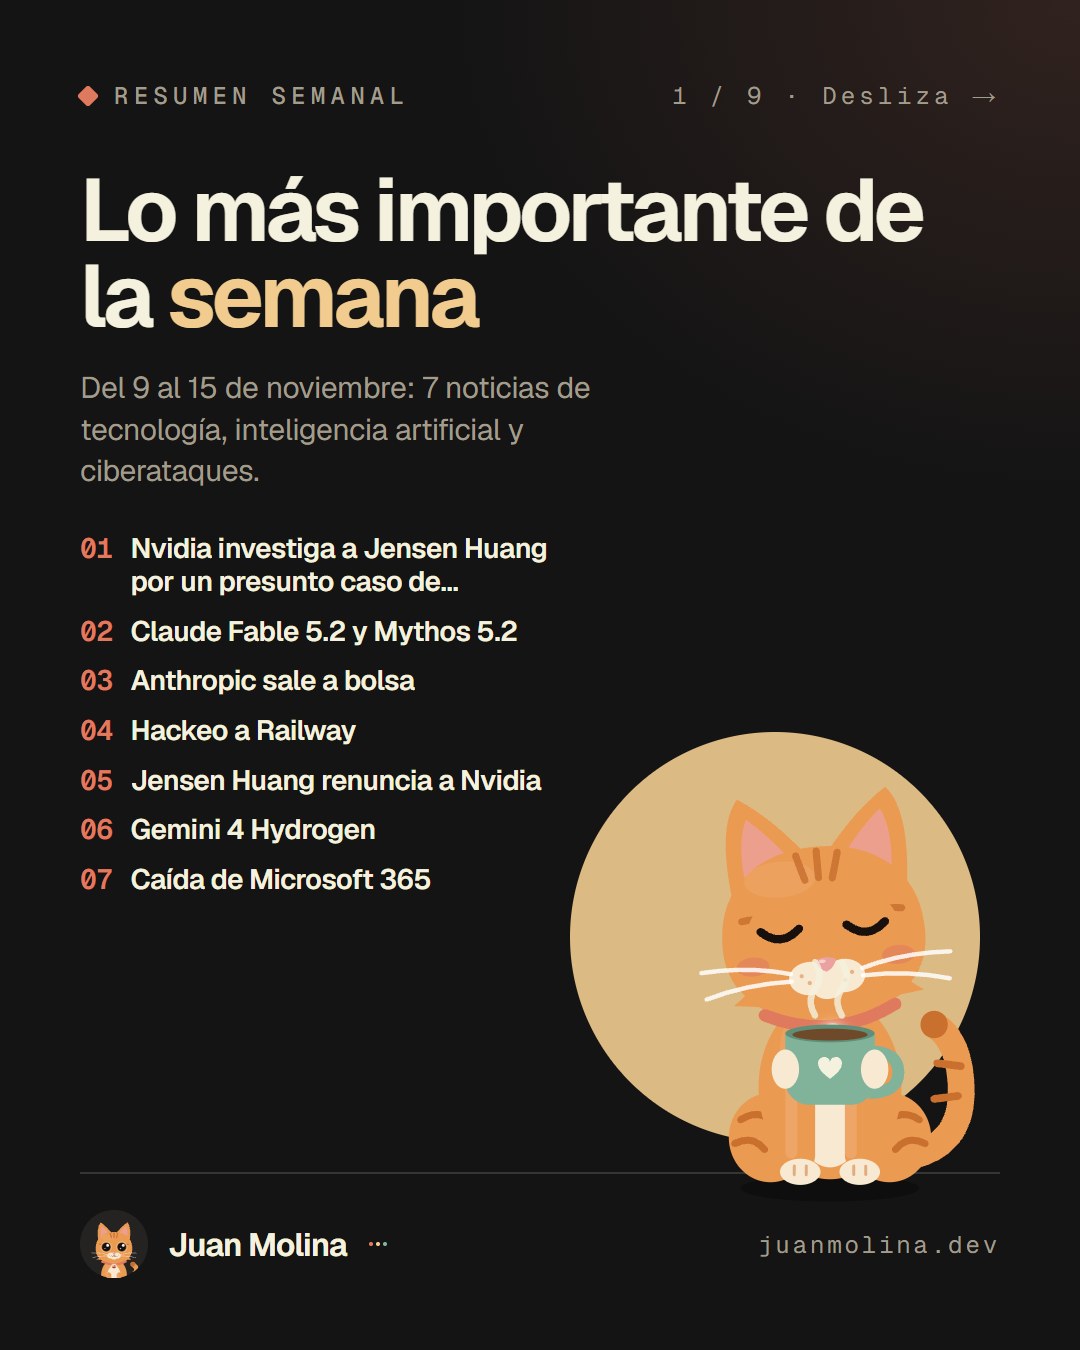 RESUMEN SEMANAL
1 / 9 · Desliza →
Lo más importante de
la semana
Del 9 al 15 de noviembre: 7 noticias de
tecnología, inteligencia artificial y
ciberataques.
01 Nvidia investiga a Jensen Huang
por un presunto caso de...
02 Claude Fable 5.2 y Mythos 5.2
03 Anthropic sale a bolsa
04 Hackeo a Railway
05 Jensen Huang renuncia a Nvidia
06 Gemini 4 Hydrogen
07 Caída de Microsoft 365
Juan Molina
juanmolina.dev